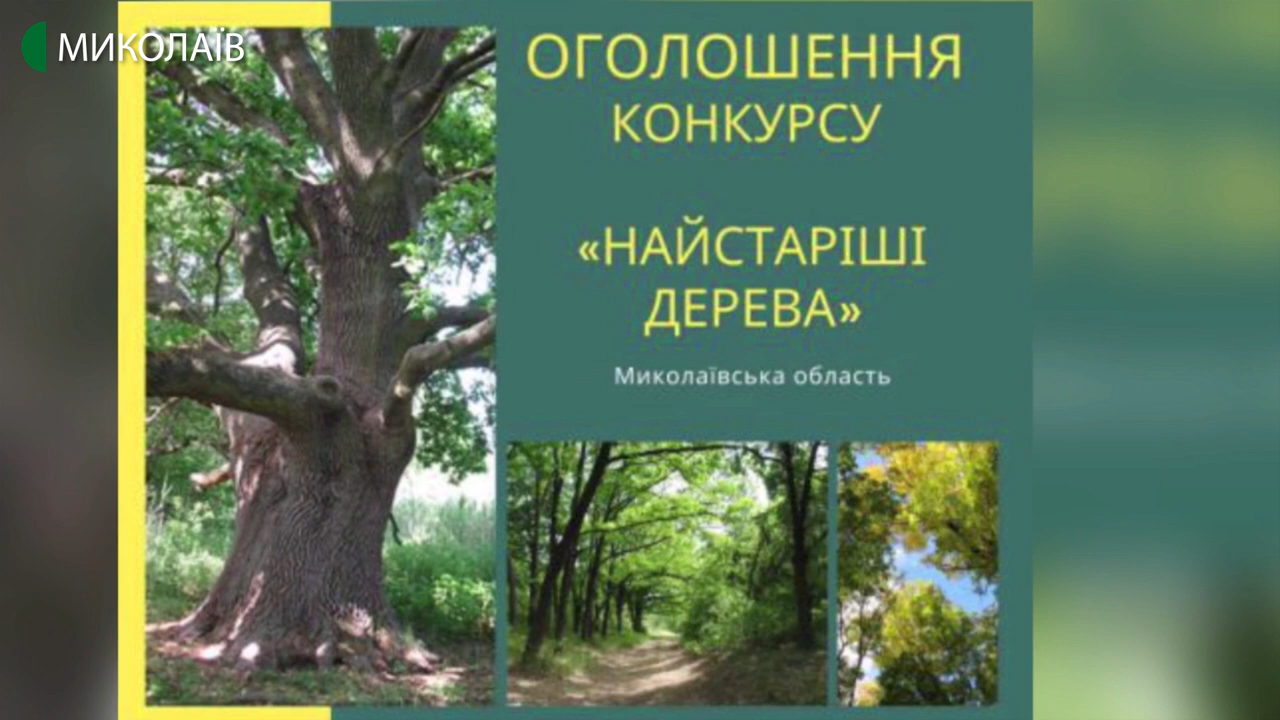 МИКОЛАЇВ
ОГОЛОШЕННЯ
КОНКУРСУ
«НАЙСТАРІШІ
ДЕРЕВА»
Миколаївська область